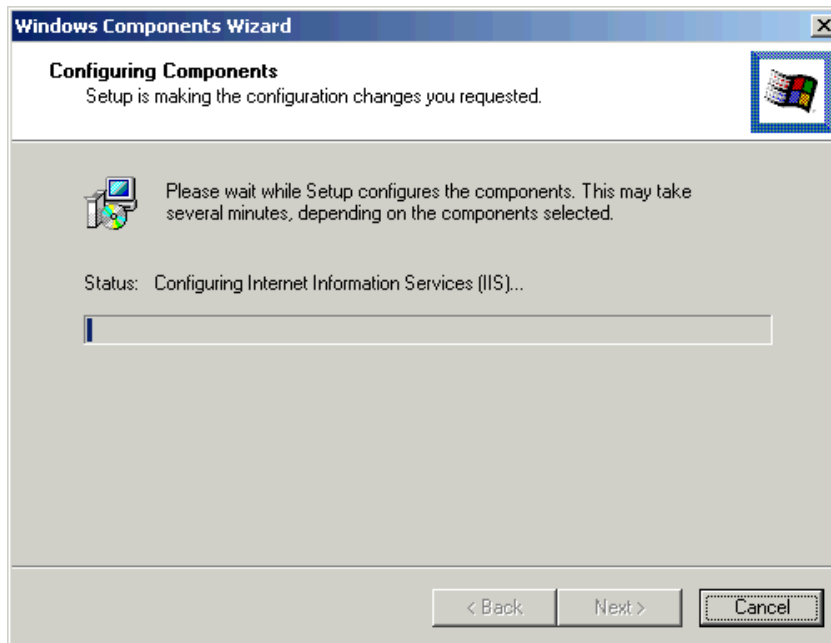 Windows Components Wizard
Configuring Components
Setup is making the configuration changes you requested.
Please wait while Setup configures the components. This may take
several minutes, depending on the components selected.
Status: Configuring Internet Information Services (IIS)...
< Back Next > Cancel